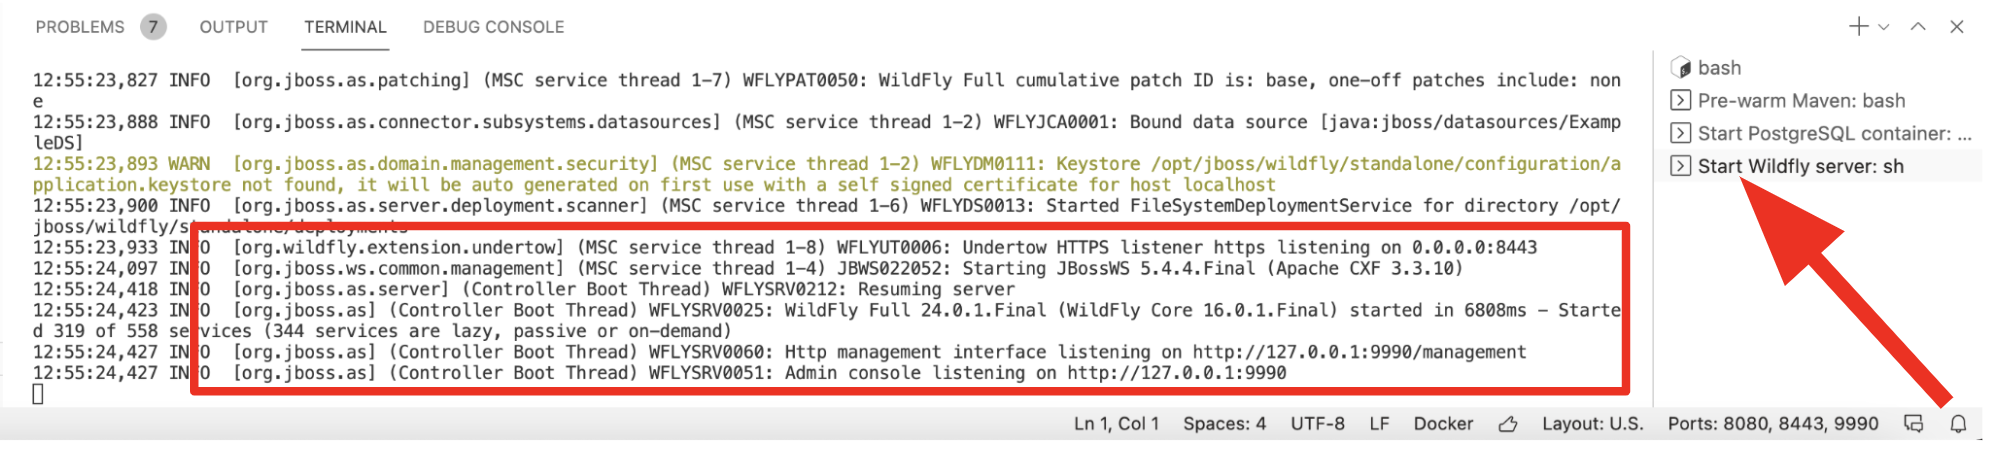 PROBLEMS 7 OUTPUT TERMINAL DEBUG CONSOLE
12:55:23,827 INFO  [org.jboss.as.patching] (MSC service thread 1-7) WFLYPAT0050: WildFly Full cumulative patch ID is: base, one-off patches include: non
e
12:55:23,888 INFO  [org.jboss.as.connector.subsystems.datasources] (MSC service thread 1-2) WFLYJCA0001: Bound data source [java:jboss/datasources/Examp
leDS]
12:55:23,893 WARN  [org.jboss.as.domain.management.security] (MSC service thread 1-2) WFLYDM0111: Keystore /opt/jboss/wildfly/standalone/configuration/a
pplication.keystore not found, it will be auto generated on first use with a self signed certificate for host localhost
12:55:23,900 INFO  [org.jboss.as.server.deployment.scanner] (MSC service thread 1-6) WFLYDS0013: Started FileSystemDeploymentService for directory /opt/
jboss/wildfly/standalone/deployments
12:55:23,933 INFO  [org.wildfly.extension.undertow] (MSC service thread 1-8) WFLYUT0006: Undertow HTTPS listener https listening on 0.0.0.0:8443
12:55:24,097 INFO  [org.jboss.ws.common.management] (MSC service thread 1-4) JBWS022052: Starting JBossWS 5.4.4.Final (Apache CXF 3.3.10)
12:55:24,418 INFO  [org.jboss.as.server] (Controller Boot Thread) WFLYSRV0212: Resuming server
12:55:24,423 INFO  [org.jboss.as] (Controller Boot Thread) WFLYSRV0025: WildFly Full 24.0.1.Final (WildFly Core 16.0.1.Final) started in 6808ms - Starte
d 319 of 558 services (344 services are lazy, passive or on-demand)
12:55:24,427 INFO  [org.jboss.as] (Controller Boot Thread) WFLYSRV0060: Http management interface listening on http://127.0.0.1:9990/management
12:55:24,427 INFO  [org.jboss.as] (Controller Boot Thread) WFLYSRV0051: Admin console listening on http://127.0.0.1:9990
bash
Pre-warm Maven: bash
Start PostgreSQL container: ...
Start Wildfly server: sh
Ln 1, Col 1 Spaces: 4 UTF-8 LF Docker Layout: U.S. Ports: 8080, 8443, 9990